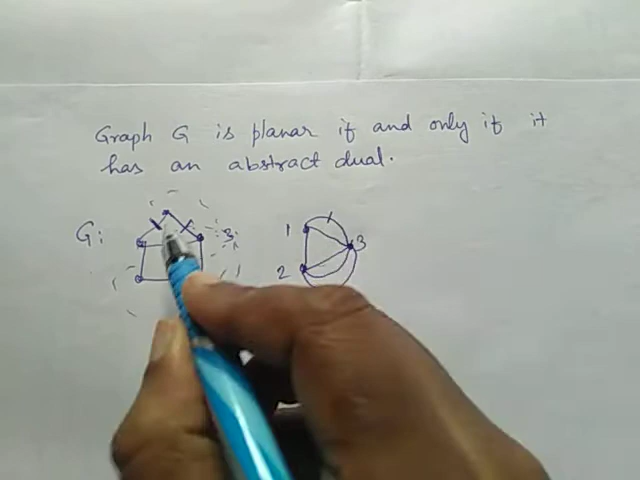 Graph G is planar if and only if it
has an abstract dual.
G: 3 1 3
2